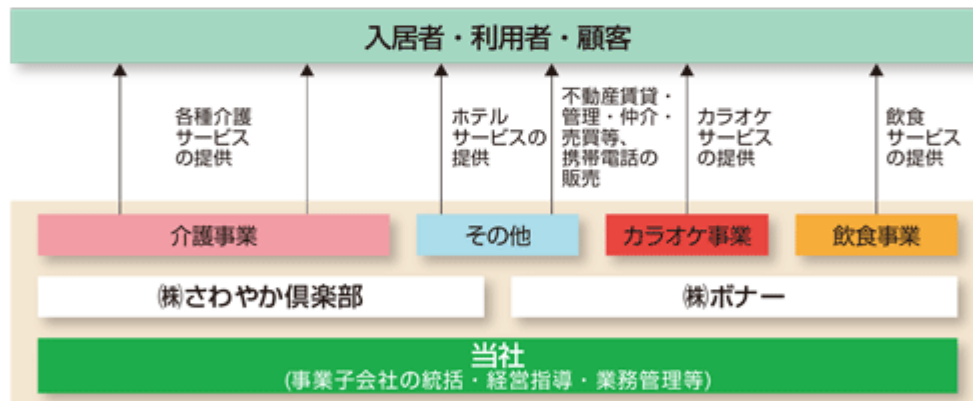 入居者・利用者・顧客
各種介護
サービス
の提供
ホテル
サービスの
提供
不動産賃貸・
管理・仲介・
売買等、
携帯電話の
販売
カラオケ
サービス
の提供
飲食
サービス
の提供
介護事業
その他
カラオケ事業
飲食事業
㈱さわやか倶楽部
㈱ボナー
当社
(事業子会社の統括・経営指導・業務管理等)